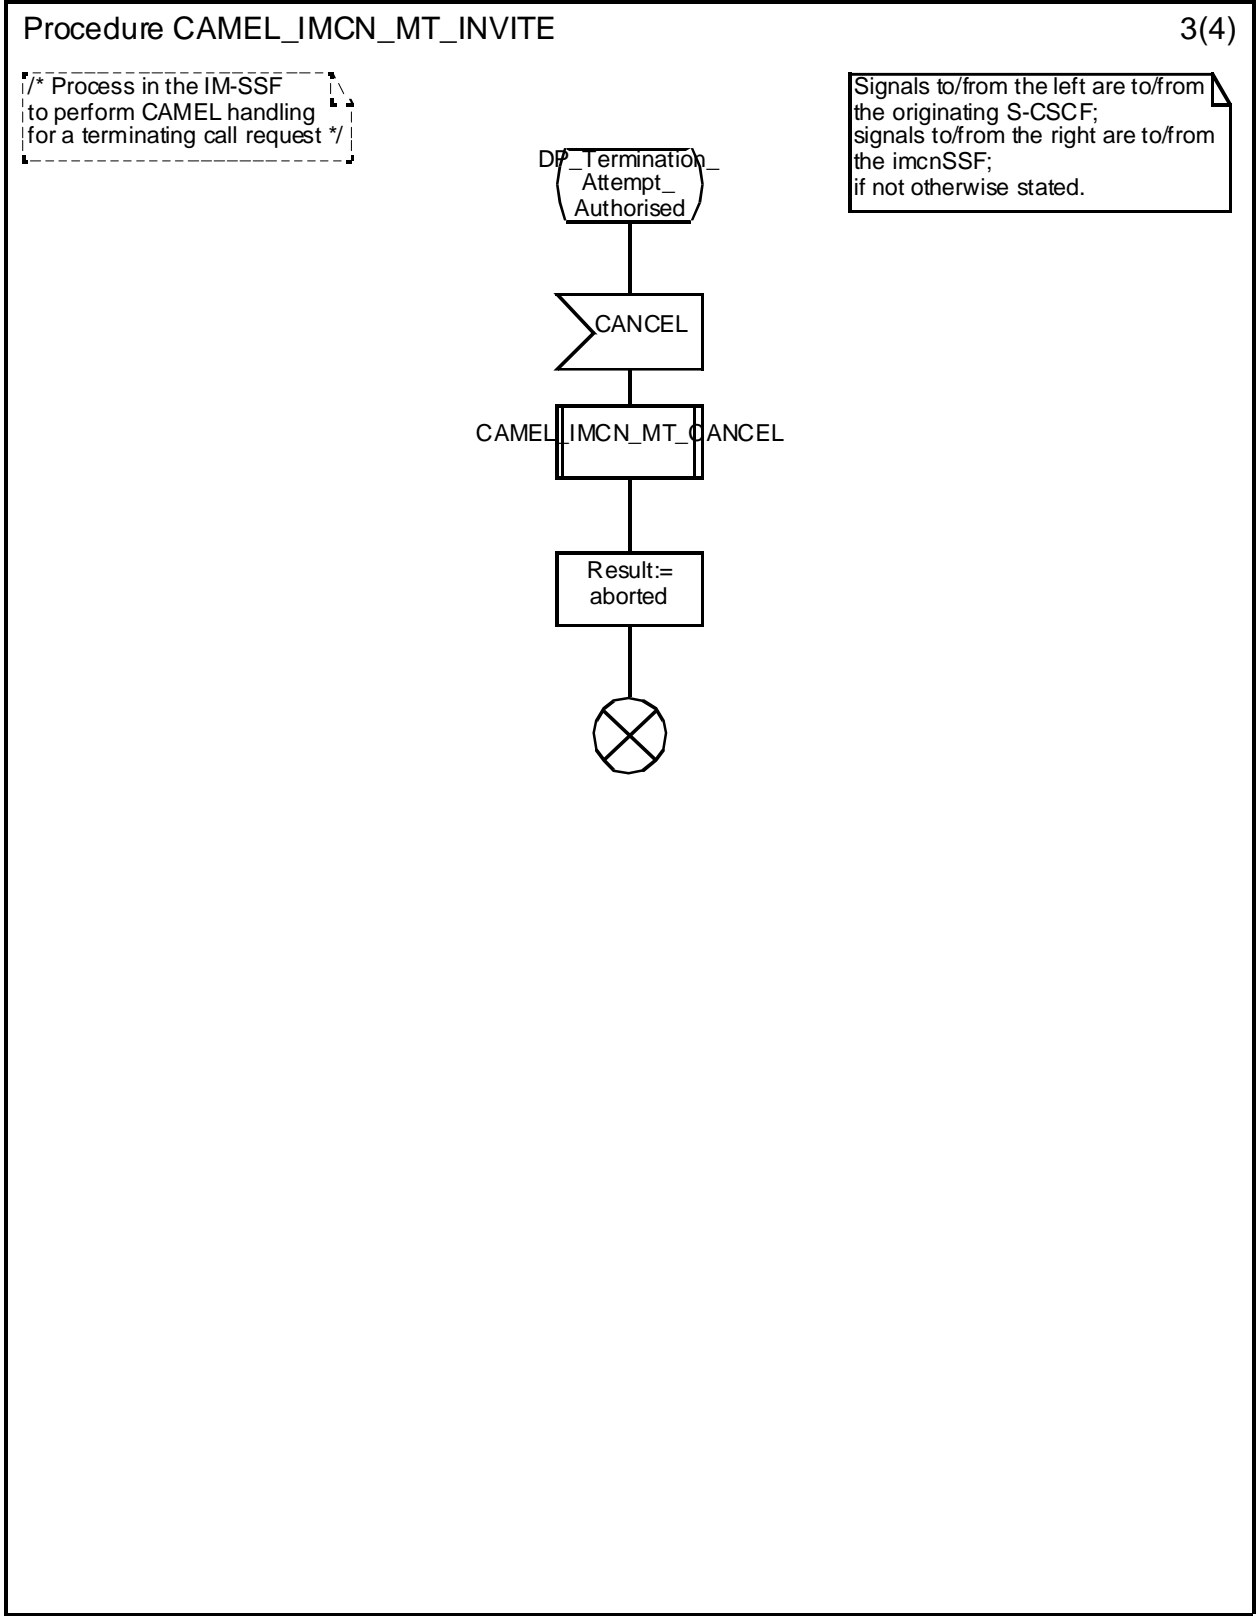 Procedure CAMEL_IMCN_MT_INVITE
3(4)
/* Process in the IM-SSF
to perform CAMEL handling
for a terminating call request */
Signals to/from the left are to/from
the originating S-CSCF;
signals to/from the right are to/from
the imcnSSF;
if not otherwise stated.
DP_Termination_
Attempt_
Authorised
CANCEL
CAMEL_IMCN_MT_CANCEL
Result:=
aborted